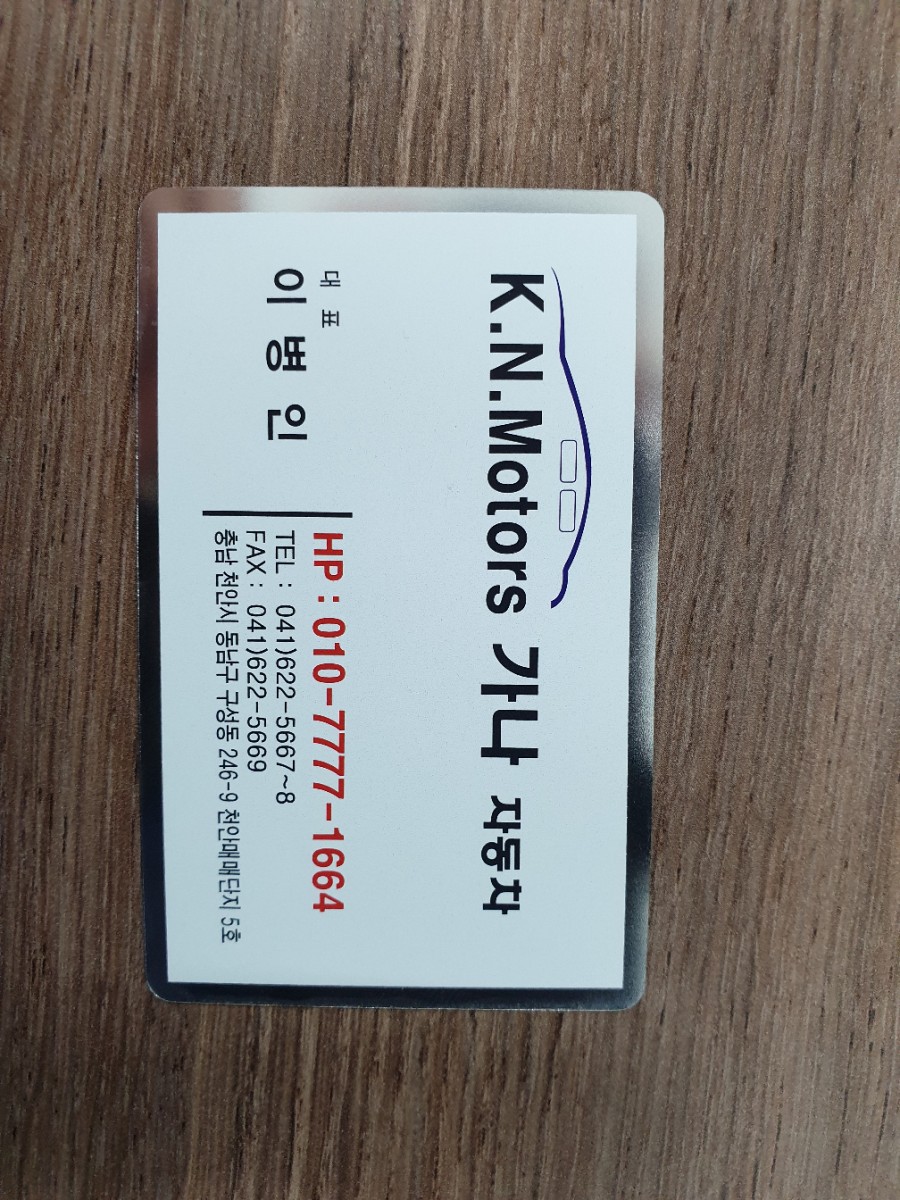 K.N.Motors 가나 자동차
대 표
이 병 인
HP : 010-7777-1664
TEL : 041)622-5667~8
FAX : 041)622-5669
충남 천안시 동남구 구성동 246-9 천안매매단지 5호